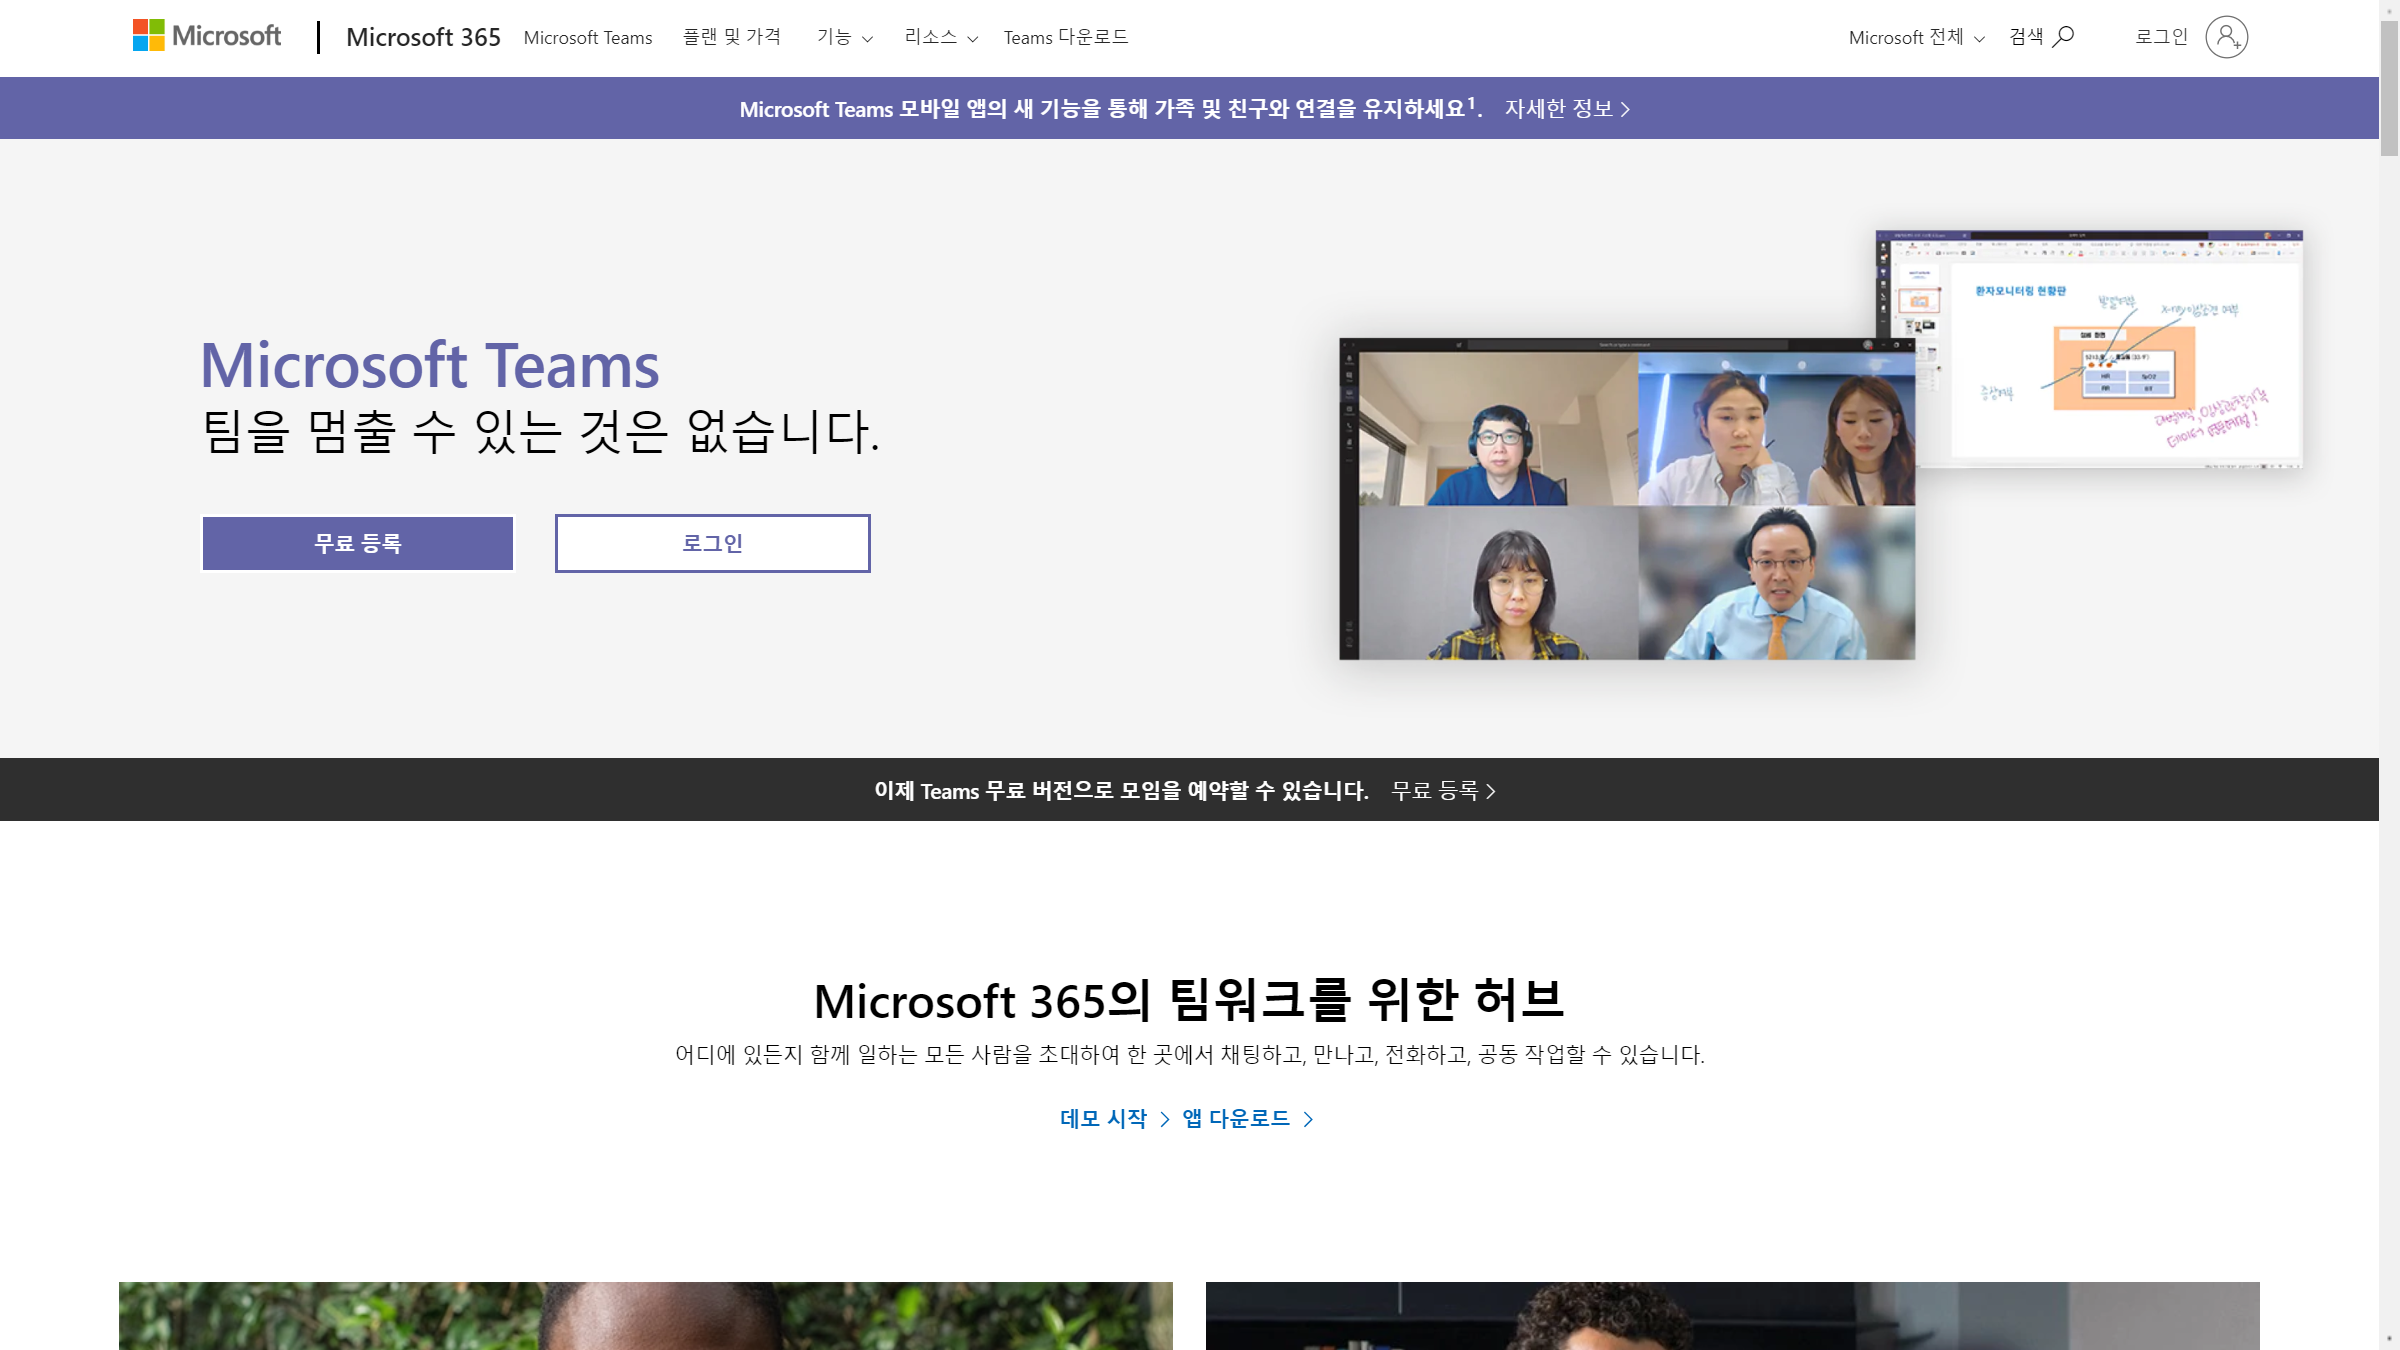 Microsoft
Microsoft 365
Microsoft Teams
플랜 및 가격
기능
리소스
Teams 다운로드
Microsoft 전체
검색
로그인
Microsoft Teams 모바일 앱의 새 기능을 통해 가족 및 친구와 연결을 유지하세요¹. 자세한 정보
Microsoft Teams
팀을 멈출 수 있는 것은 없습니다.
무료 등록
로그인
환자모니터링 현황판
이제 Teams 무료 버전으로 모임을 예약할 수 있습니다. 무료 등록
Microsoft 365의 팀워크를 위한 허브
어디에 있든지 함께 일하는 모든 사람을 초대하여 한 곳에서 채팅하고, 만나고, 전화하고, 공동 작업할 수 있습니다.
데모 시작
앱 다운로드